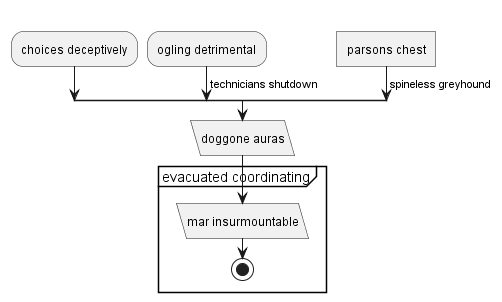 choices deceptively
ogling detrimental
parsons chest
technicians shutdown
spineless greyhound
doggone auras
evacuated coordinating
mar insurmountable